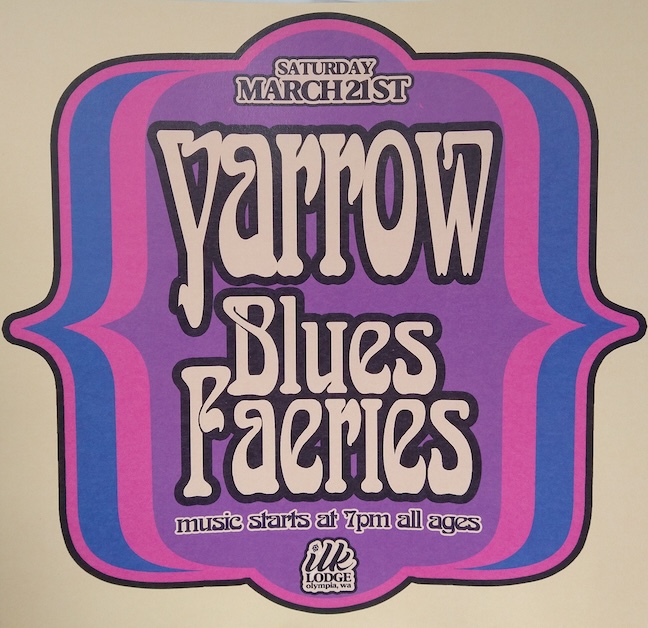 SATURDAY
MARCH 21ST
yarrow
Blues
Faeries
music starts at 7pm all ages
ilk
LODGE
olympia, wa